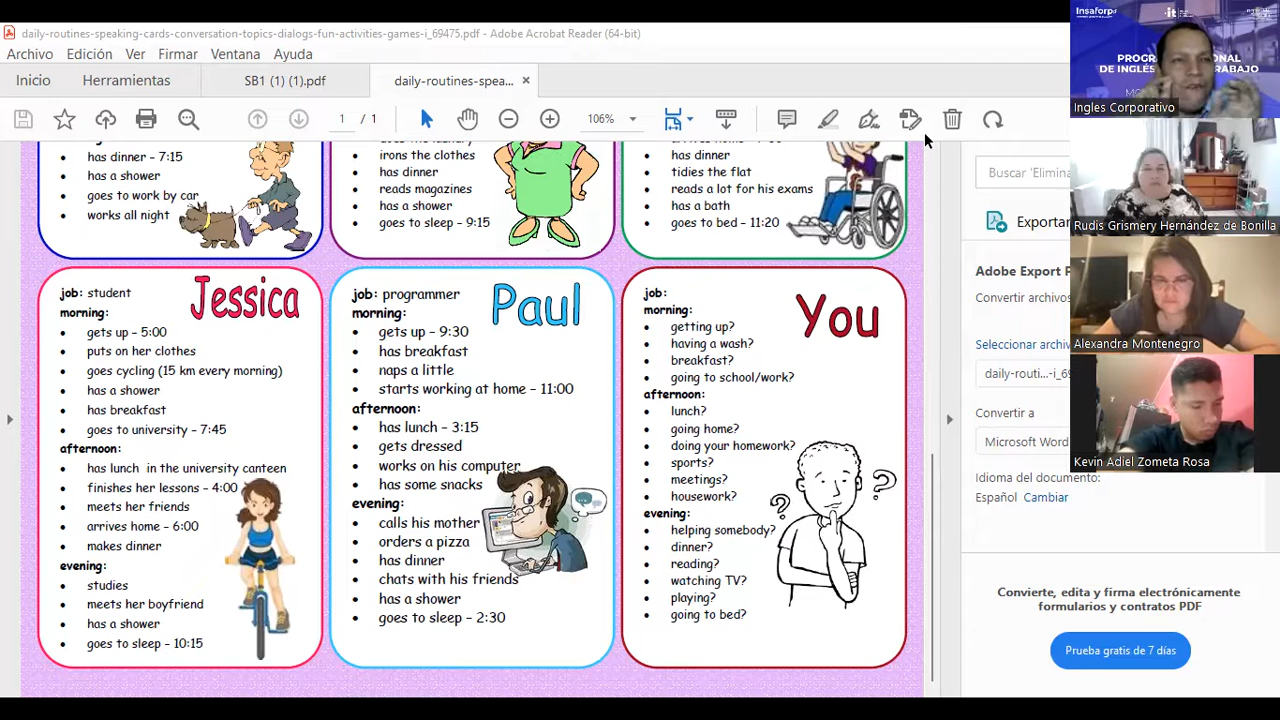 daily-routines-speaking-cards-conversation-topics-dialogs-fun-activities-games-i_69475.pdf - Adobe Acrobat Reader (64-bit)
Archivo Edición Ver Firmar Ventana Ayuda
Inicio Herramientas SB1 (1) (1).pdf daily-routines-spea... ×
1 / 1 106%
has dinner - 7:15
has a shower
goes to work by car
works all night
irons the clothes
has dinner
reads magazines
has a shower
goes to sleep - 9:15
has dinner
tidies the flat
reads a lot for his exams
has a bath
goes to bed - 11:20
Jessica
job: student
morning:
gets up - 5:00
puts on her clothes
goes cycling (15 km every morning)
has a shower
has breakfast
goes to university - 7:45
afternoon:
has lunch in the university canteen
finishes her lessons - 4:00
meets her friends
arrives home - 6:00
makes dinner
evening:
studies
meets her boyfriend
has a shower
goes to sleep - 10:15
Paul
job: programmer
morning:
gets up - 9:30
has breakfast
naps a little
starts working at home - 11:00
afternoon:
has lunch - 3:15
gets dressed
works on his computer
has some snacks
evening:
calls his mother
orders a pizza
has dinner
chats with his friends
has a shower
goes to sleep - 2:30
You
job:
morning:
getting up?
having a wash?
breakfast?
going to school/work?
afternoon:
lunch?
going home?
doing your homework?
sports?
meetings?
housework?
evening:
helping somebody?
dinner?
reading?
watching TV?
playing?
going to bed?
? ?
Buscar 'Elimina
Exportar
Adobe Export P
Convertir archivos
Seleccionar archiv
daily-routi...-i_69
Convertir a
Microsoft Word
Idioma del documento:
Español Cambiar
Convierte, edita y firma electrónicamente
formularios y contratos PDF
Prueba gratis de 7 días
Insaforp
it
Ingles Corporativo
Rudis Grismery Hernández de Bonilla
Alexandra Montenegro
Kevin Adiel Zometa Rosa